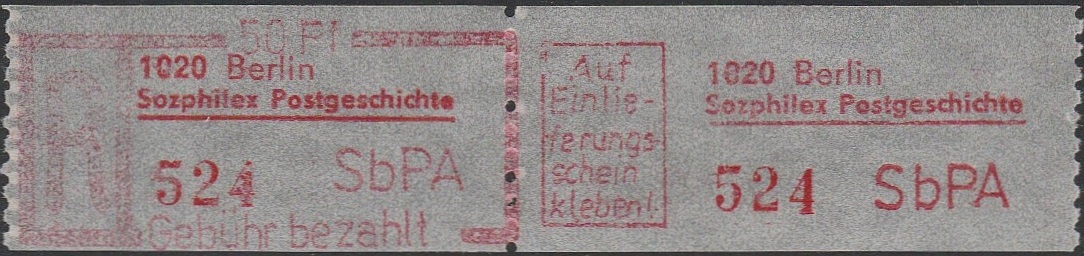 50 Pf
R
1020 Berlin
Sozphilex Postgeschichte
524 SbPA
Gebühr bezahlt
Auf
Einlie-
ferungs-
schein
kleben!
1020 Berlin
Sozphilex Postgeschichte
524 SbPA